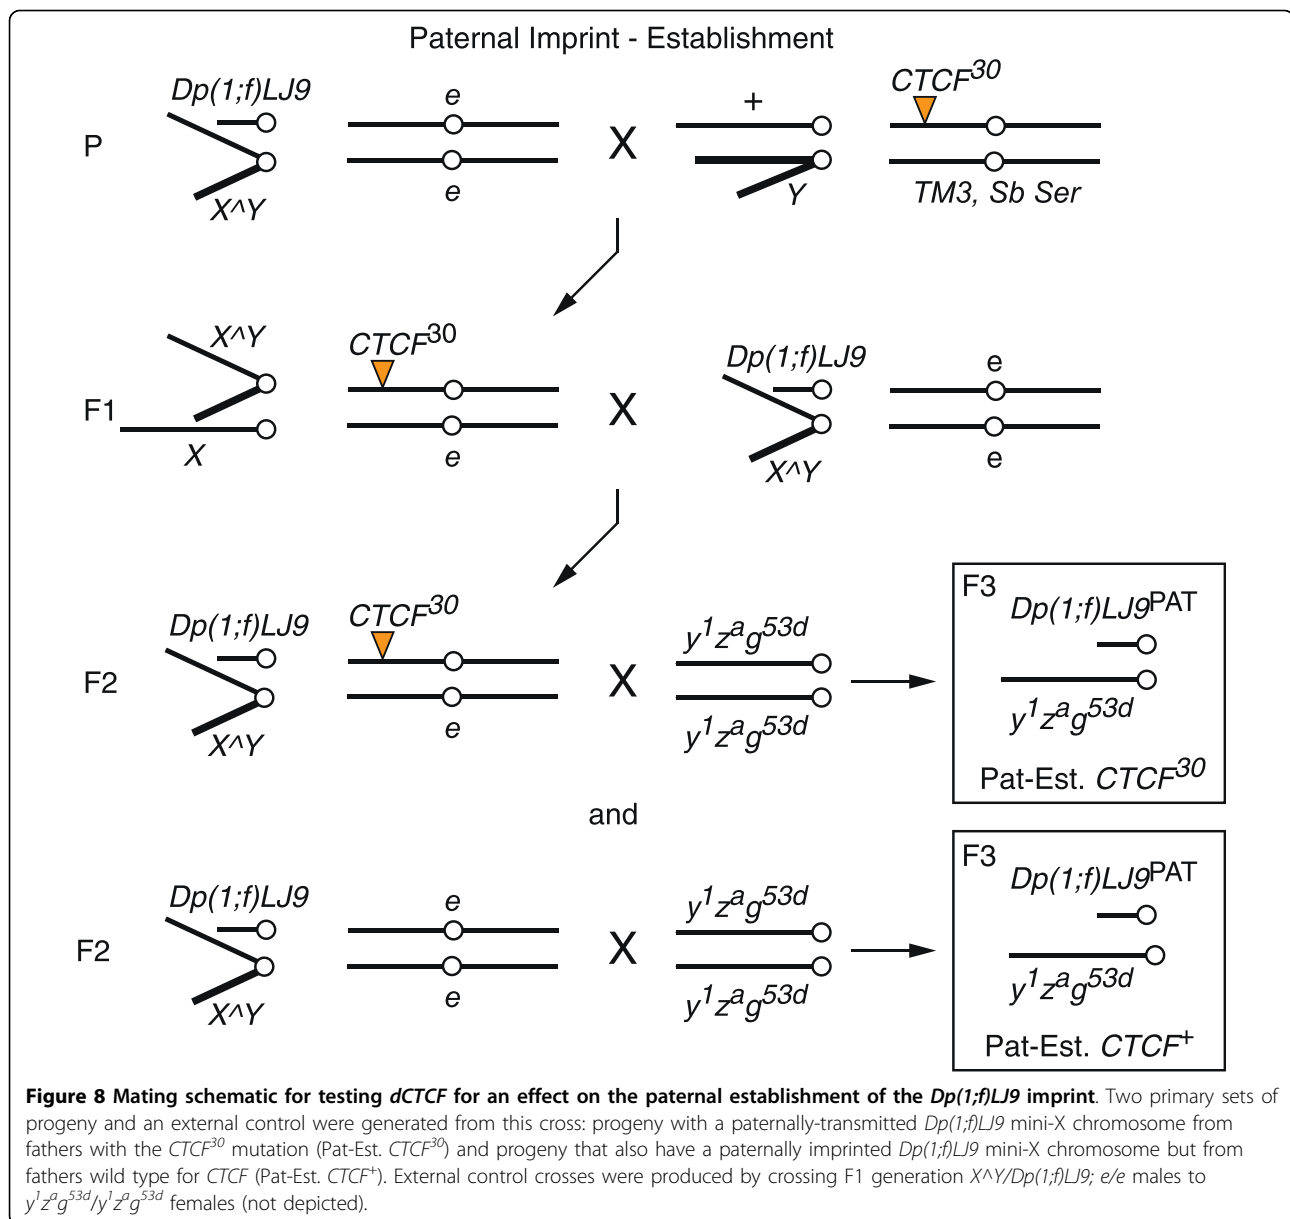 Paternal Imprint - Establishment
Dp(1;f)LJ9 e + CTCF30
P X
X^Y e Y TM3, Sb Ser
X^Y CTCF30 Dp(1;f)LJ9 e
F1 X
X e X^Y e
Dp(1;f)LJ9 CTCF30 y1zag53d F3 Dp(1;f)LJ9PAT
F2 X
X^Y e y1zag53d y1zag53d
Pat-Est. CTCF30
and
Dp(1;f)LJ9 e y1zag53d F3 Dp(1;f)LJ9PAT
F2 X
X^Y e y1zag53d y1zag53d
Pat-Est. CTCF+
Figure 8 Mating schematic for testing dCTCF for an effect on the paternal establishment of the Dp(1;f)LJ9 imprint. Two primary sets of
progeny and an external control were generated from this cross: progeny with a paternally-transmitted Dp(1;f)LJ9 mini-X chromosome from
fathers with the CTCF30 mutation (Pat-Est. CTCF30) and progeny that also have a paternally imprinted Dp(1;f)LJ9 mini-X chromosome but from
fathers wild type for CTCF (Pat-Est. CTCF+). External control crosses were produced by crossing F1 generation X^Y/Dp(1;f)LJ9; e/e males to
y1zag53d/y1zag53d females (not depicted).